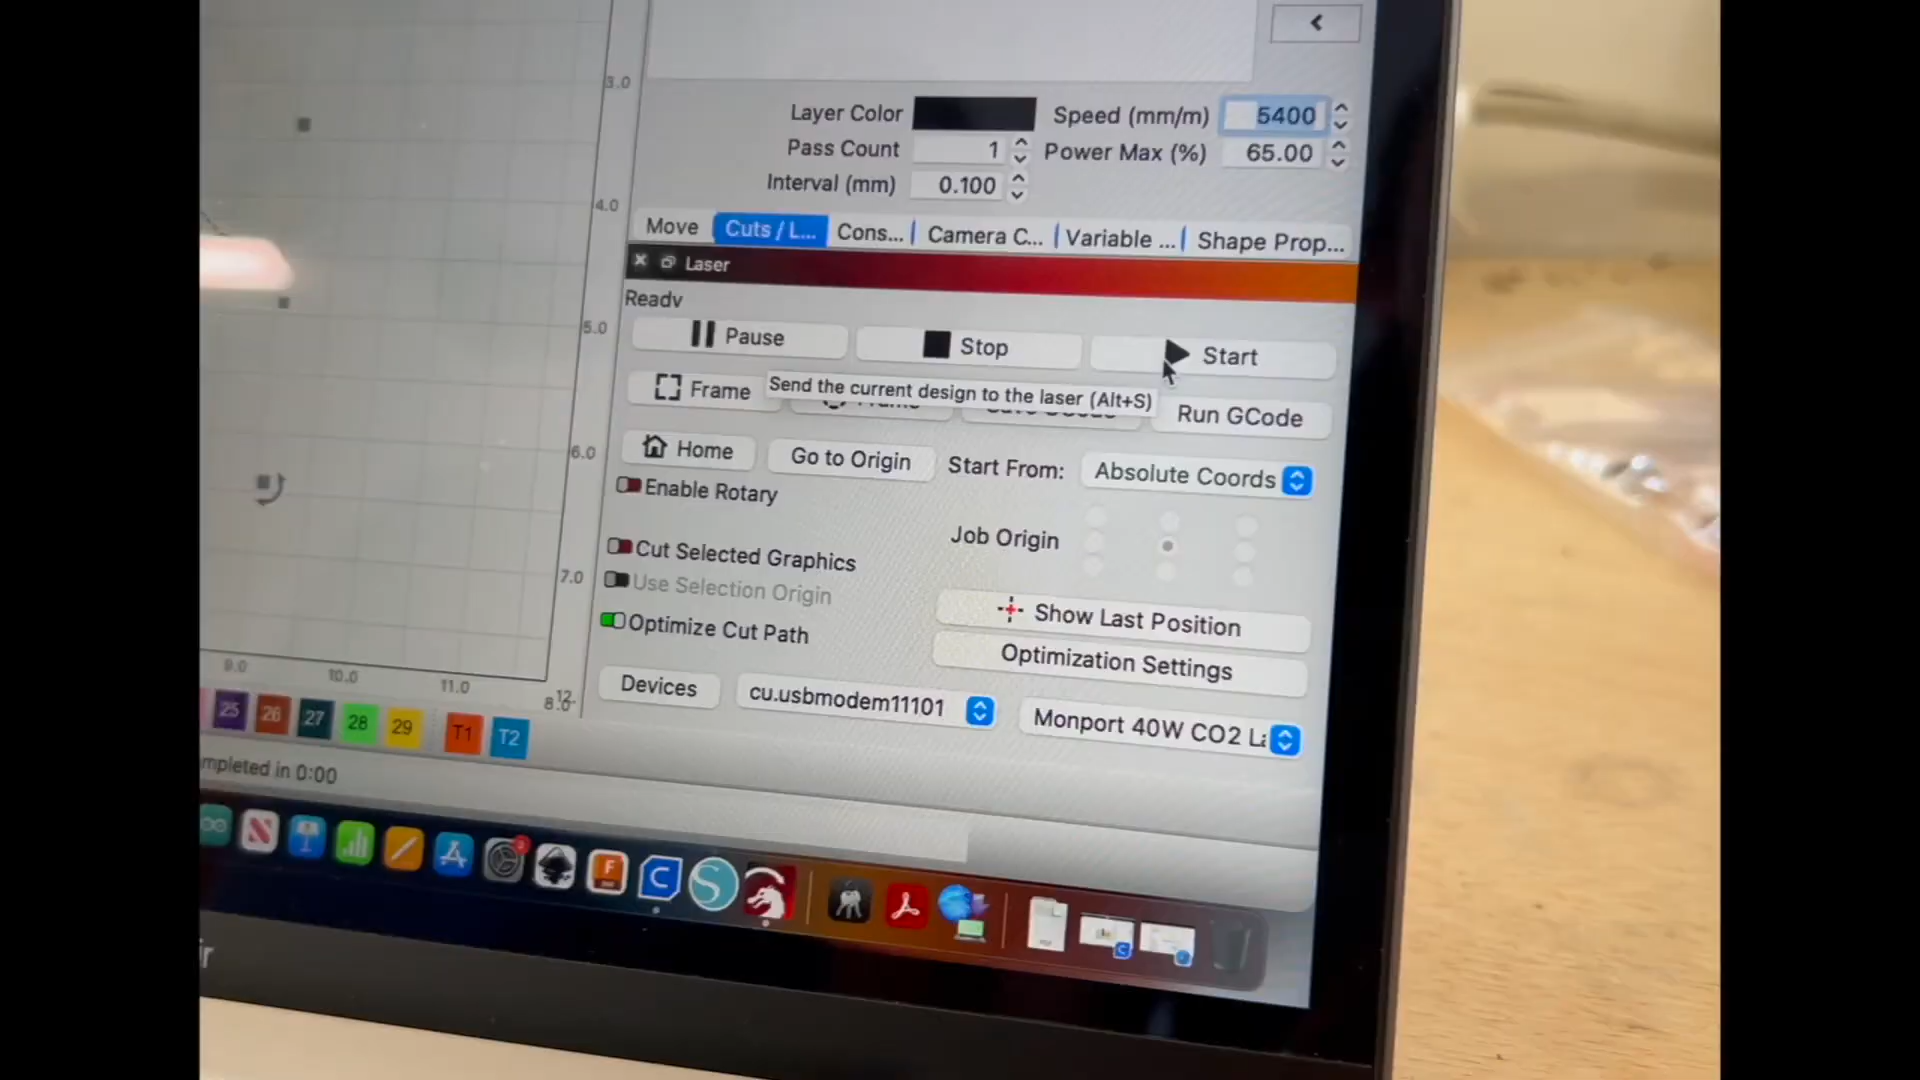 3.0
Layer Color
Speed (mm/m) 5400
Pass Count 1
Power Max (%) 65.00
Interval (mm) 0.100
4.0
Move
Cuts / L...
Cons...
Camera C...
Variable ...
Shape Prop...
Laser
Ready
5.0
Pause
Stop
Start
Frame
Send the current design to the laser (Alt+S)
Run GCode
6.0
Home
Go to Origin
Start From:
Absolute Coords
Enable Rotary
Job Origin
Cut Selected Graphics
7.0
Use Selection Origin
Show Last Position
Optimize Cut Path
Optimization Settings
9.0
10.0
11.0
12.
8.0
Devices
cu.usbmodem11101
Monport 40W CO2 La
25
26
27
28
29
T1
T2
mpleted in 0:00
ir